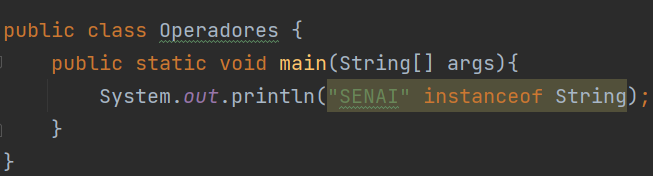 public class Operadores {
public static void main(String[] args){
System.out.println("SENAI" instanceof String);
}
}